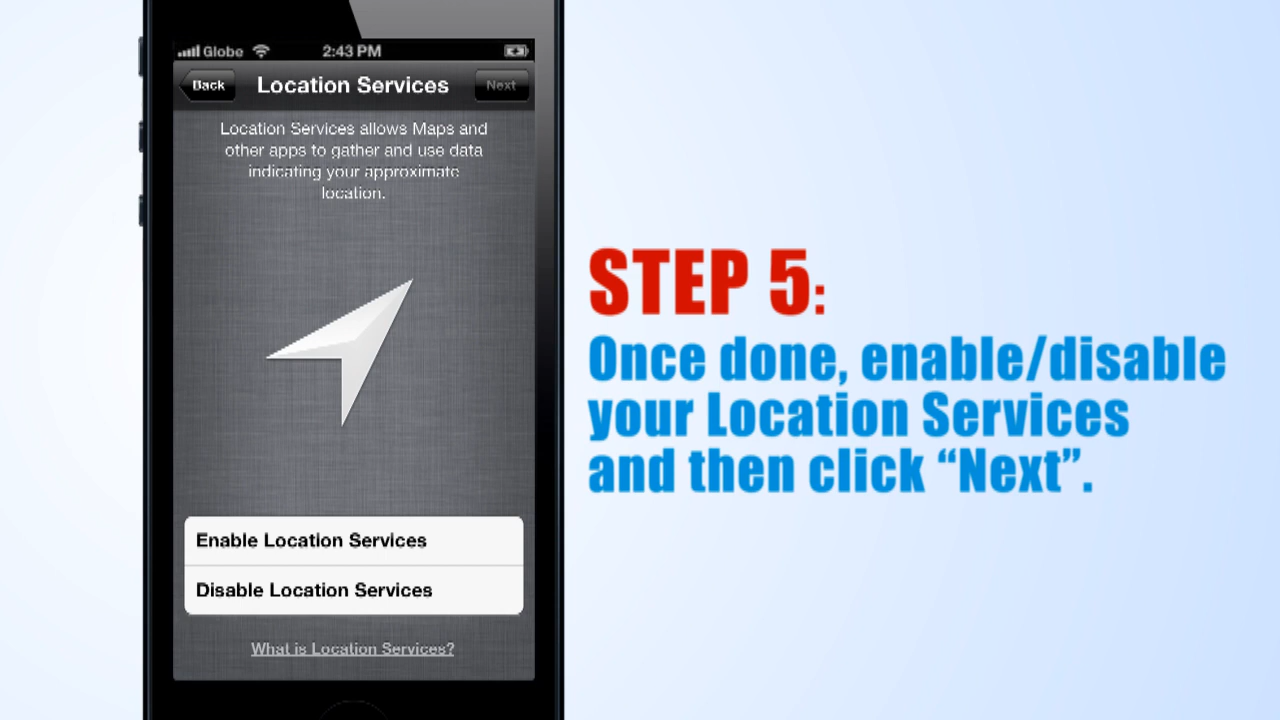 Globe 2:43 PM
Back Location Services Next
Location Services allows Maps and
other apps to gather and use data
indicating your approximate
location.
STEP 5:
Once done, enable/disable
your Location Services
and then click “Next”.
Enable Location Services
Disable Location Services
What is Location Services?